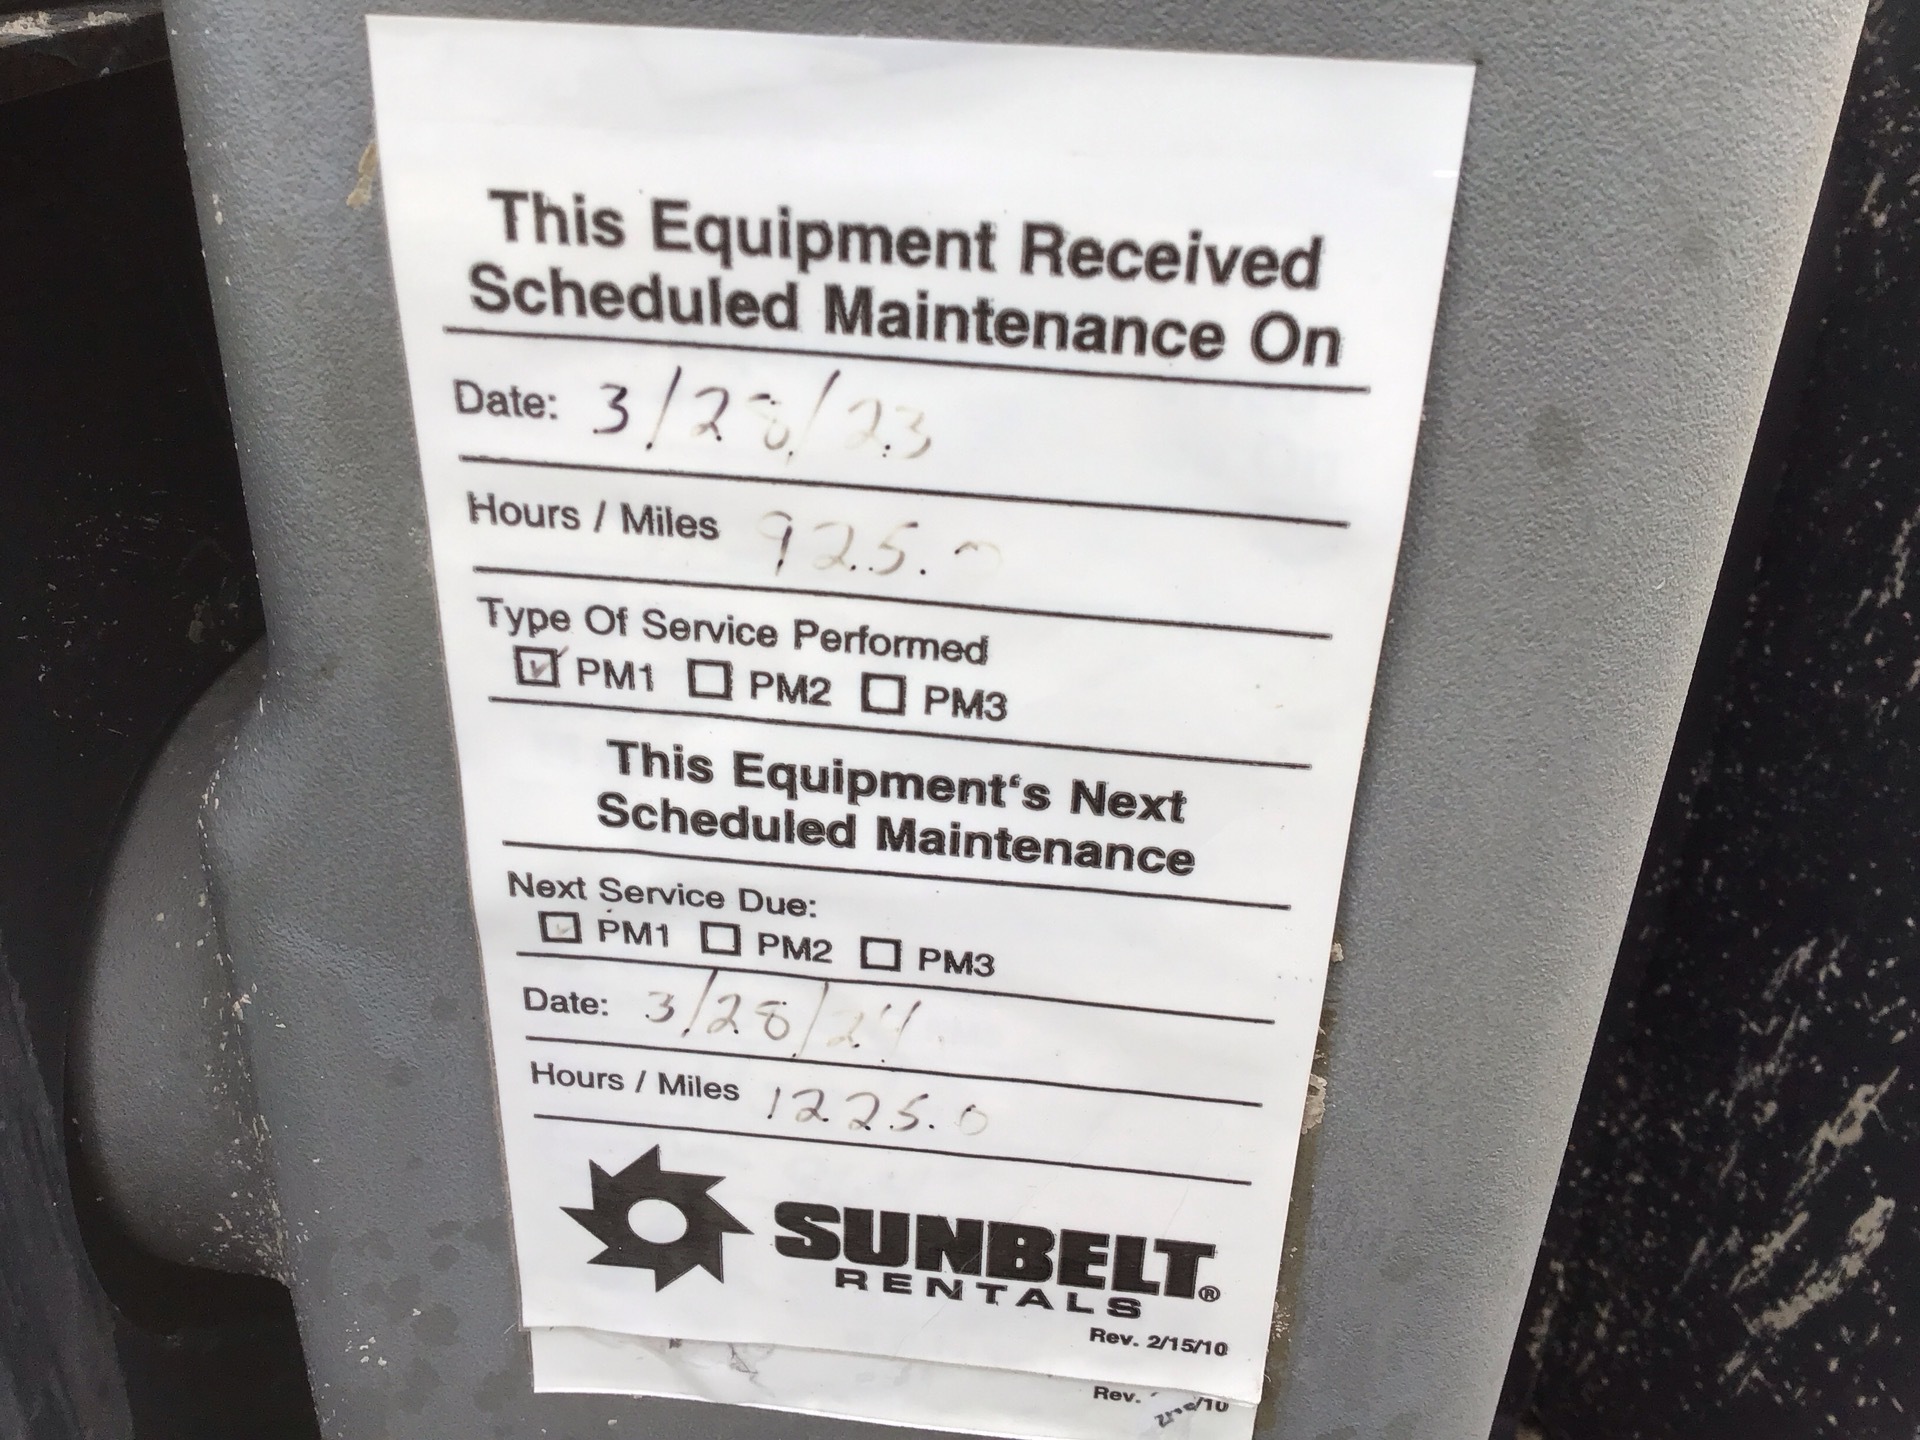 This Equipment Received
Scheduled Maintenance On
Date: 3/28/23
Hours / Miles 925.0
Type Of Service Performed
PM1 PM2 PM3
This Equipment‘s Next
Scheduled Maintenance
Next Service Due:
PM1 PM2 PM3
Date: 3/28/24
Hours / Miles 1225.0
SUNBELT®
RENTALS
Rev. 2/15/10
Rev. /10